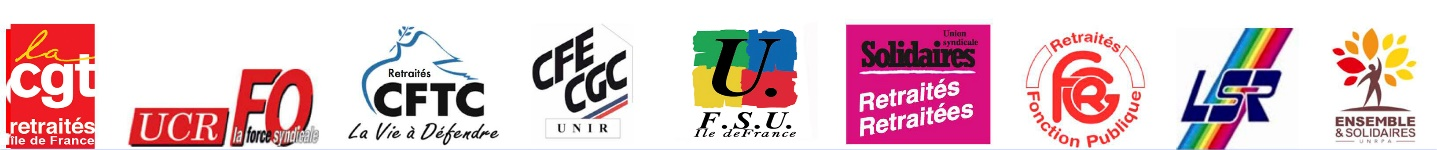 la
cgt
retraités
île de France
UCR FO
la force syndicale
Retraités
CFTC
La Vie à Défendre
CFE
CGC
UNIR
U.
F.S.U.
Ile de France
Union
syndicale
Solidaires
Retraités
Retraitées
Retraités
FGR
Fonction Publique
LSR
ENSEMBLE
& SOLIDAIRES
UNRPA